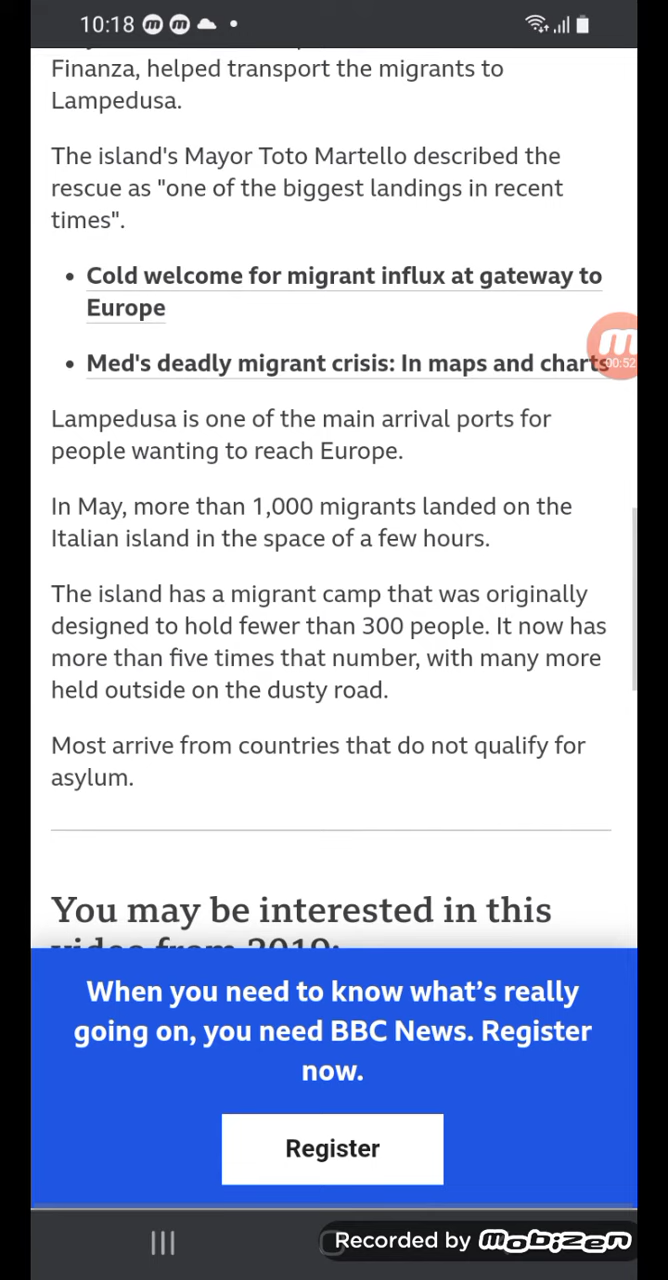 10:18
Finanza, helped transport the migrants to
Lampedusa.
The island's Mayor Toto Martello described the
rescue as "one of the biggest landings in recent
times".
• Cold welcome for migrant influx at gateway to
Europe
• Med's deadly migrant crisis: In maps and charts
00:52
Lampedusa is one of the main arrival ports for
people wanting to reach Europe.
In May, more than 1,000 migrants landed on the
Italian island in the space of a few hours.
The island has a migrant camp that was originally
designed to hold fewer than 300 people. It now has
more than five times that number, with many more
held outside on the dusty road.
Most arrive from countries that do not qualify for
asylum.
You may be interested in this
video from 2019:
When you need to know what’s really
going on, you need BBC News. Register
now.
Register
Recorded by mobizen